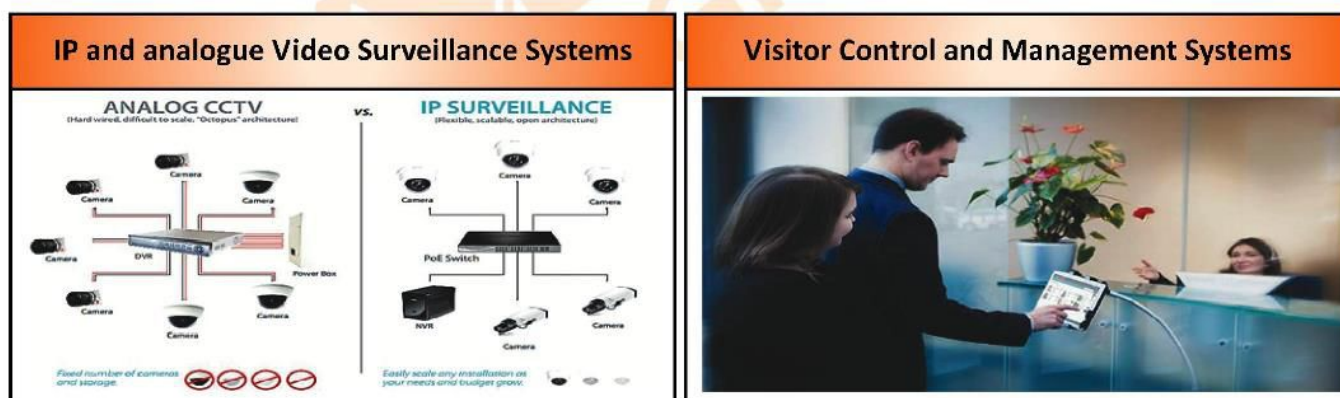 IP and analogue Video Surveillance Systems
ANALOG CCTV
(Hard wired, difficult to scale, "Octopus" architecture)
vs.
IP SURVEILLANCE
(Flexible, scalable, open architecture)
Camera
Camera
Camera
Camera
DVR
Power Box
Camera
Camera
Camera
Fixed number of cameras
and storage.
Camera
Camera
Camera
PoE Switch
NVR
Camera
Camera
Easily scale any installation as
your needs and budget grow.
Visitor Control and Management Systems